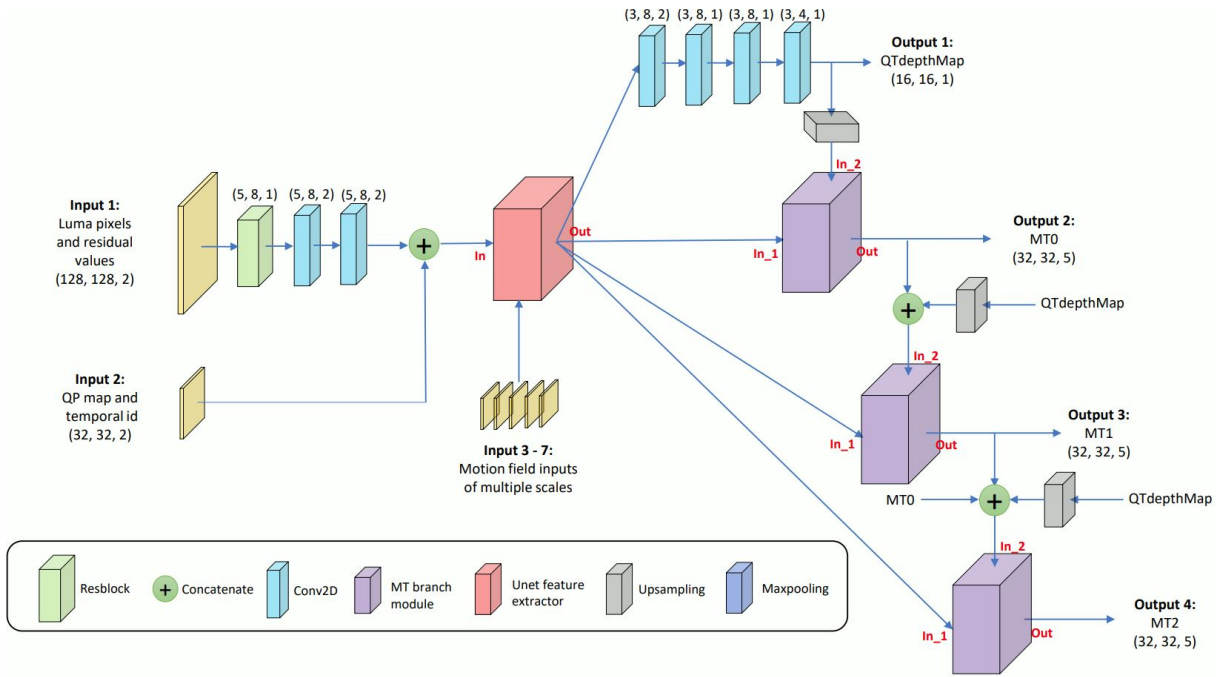 (3, 8, 2) (3, 8, 1) (3, 8, 1) (3, 4, 1)
Output 1:
QTdepthMap
(16, 16, 1)
In_2
Input 1:
Luma pixels
and residual
values
(128, 128, 2)
(5, 8, 1) (5, 8, 2) (5, 8, 2)
+
In
Out
In_1
Out
Output 2:
MT0
(32, 32, 5)
+
QTdepthMap
Input 2:
QP map and
temporal id
(32, 32, 2)
Input 3 - 7:
Motion field inputs
of multiple scales
In_2
In_1
Out
Output 3:
MT1
(32, 32, 5)
MT0
+
QTdepthMap
In_2
In_1
Out
Output 4:
MT2
(32, 32, 5)
Resblock
+
Concatenate
Conv2D
MT branch
module
Unet feature
extractor
Upsampling
Maxpooling